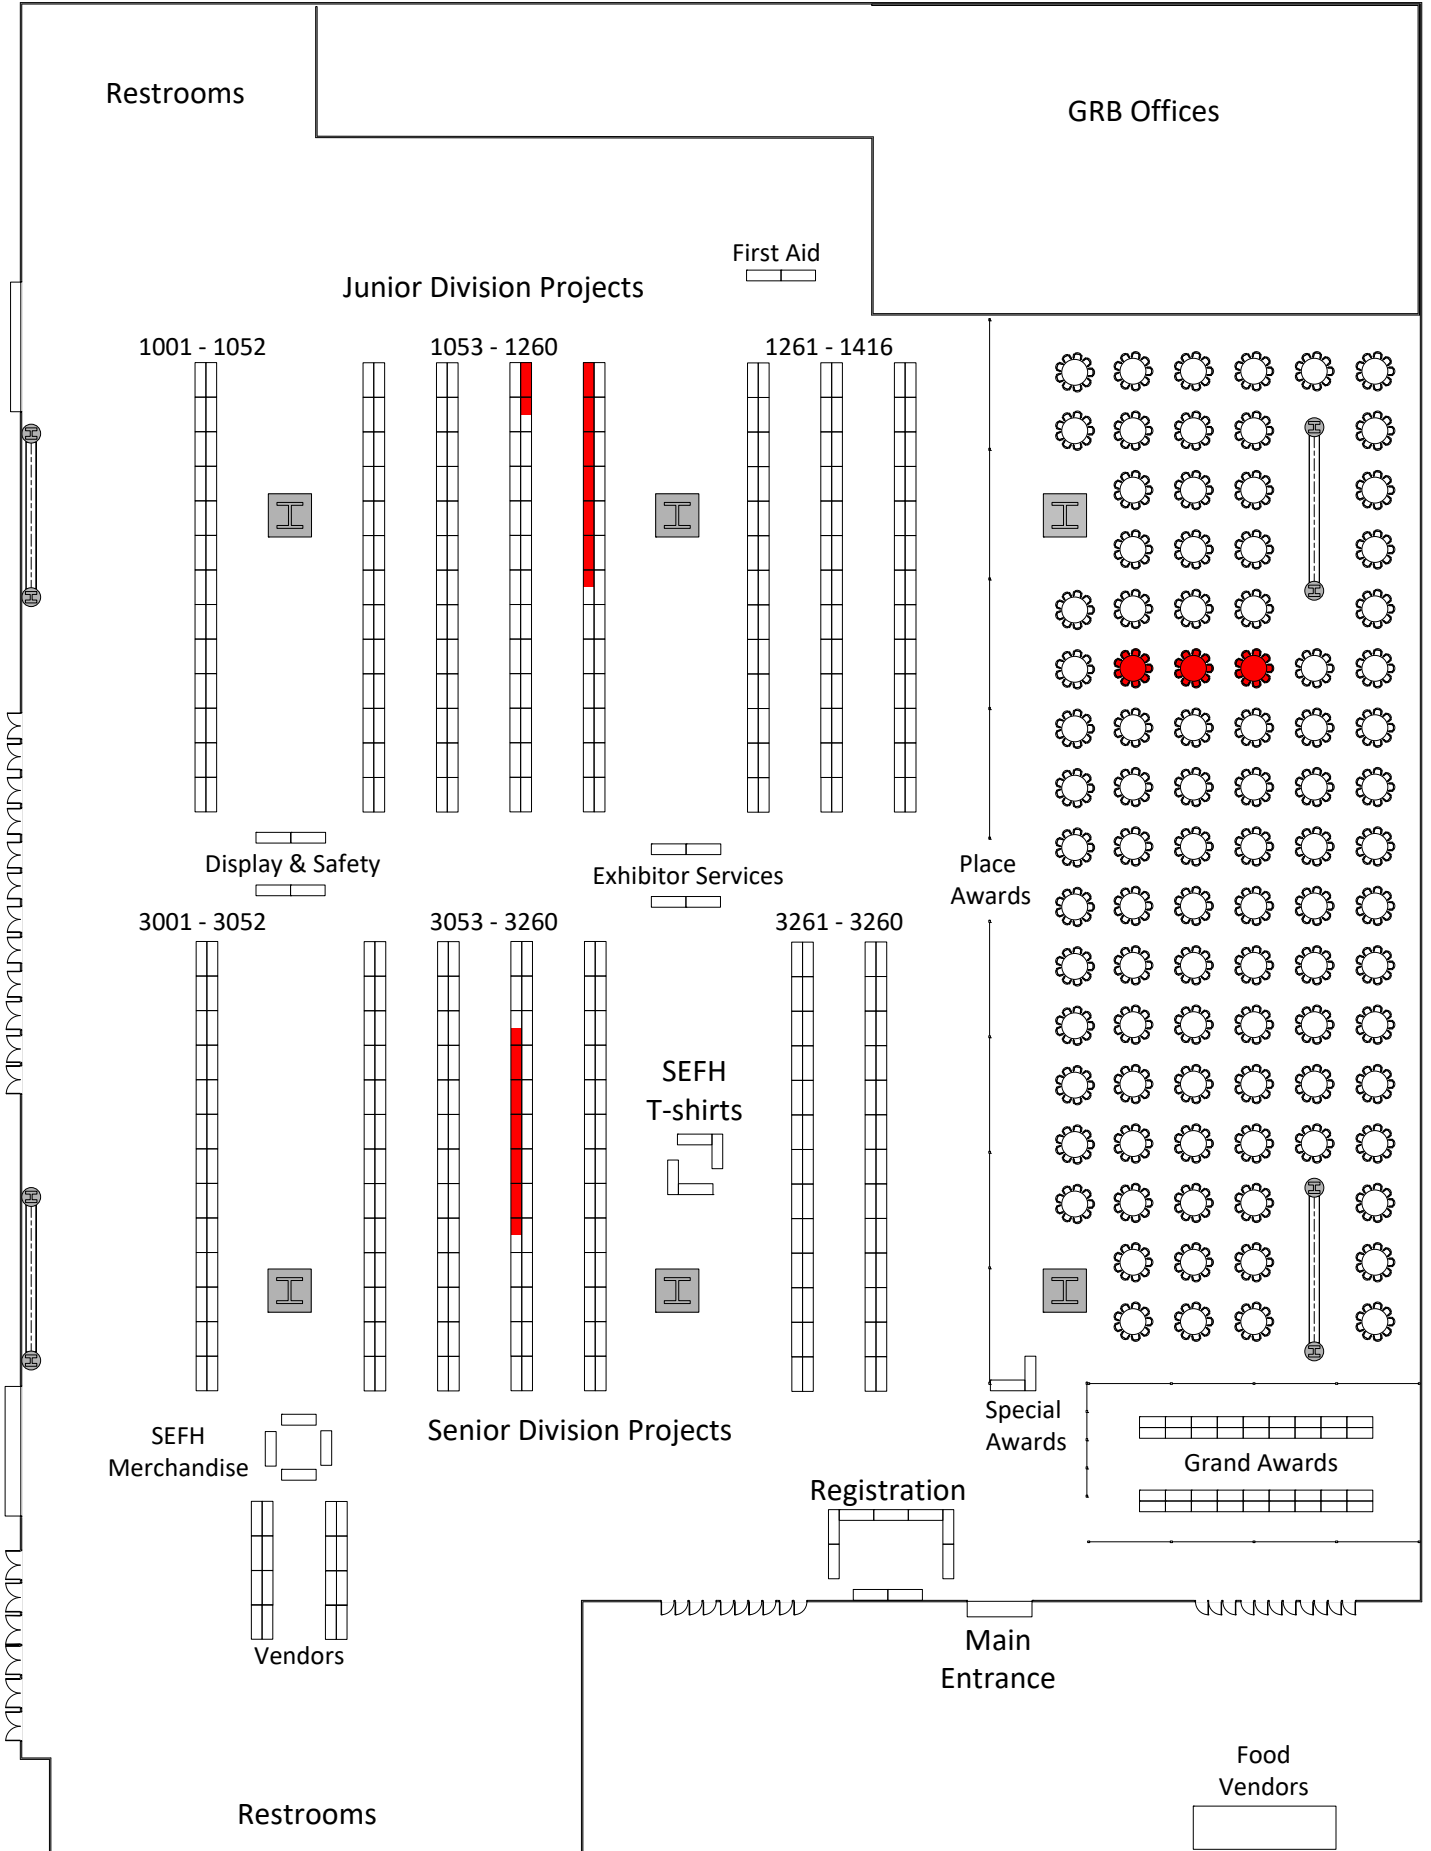 Restrooms
GRB Offices
First Aid
Junior Division Projects
1001 - 1052
1053 - 1260
1261 - 1416
Display & Safety
Exhibitor Services
Place
Awards
3001 - 3052
3053 - 3260
3261 - 3260
SEFH
T-shirts
Senior Division Projects
SEFH
Merchandise
Special
Awards
Grand Awards
Registration
Vendors
Main
Entrance
Food
Vendors
Restrooms